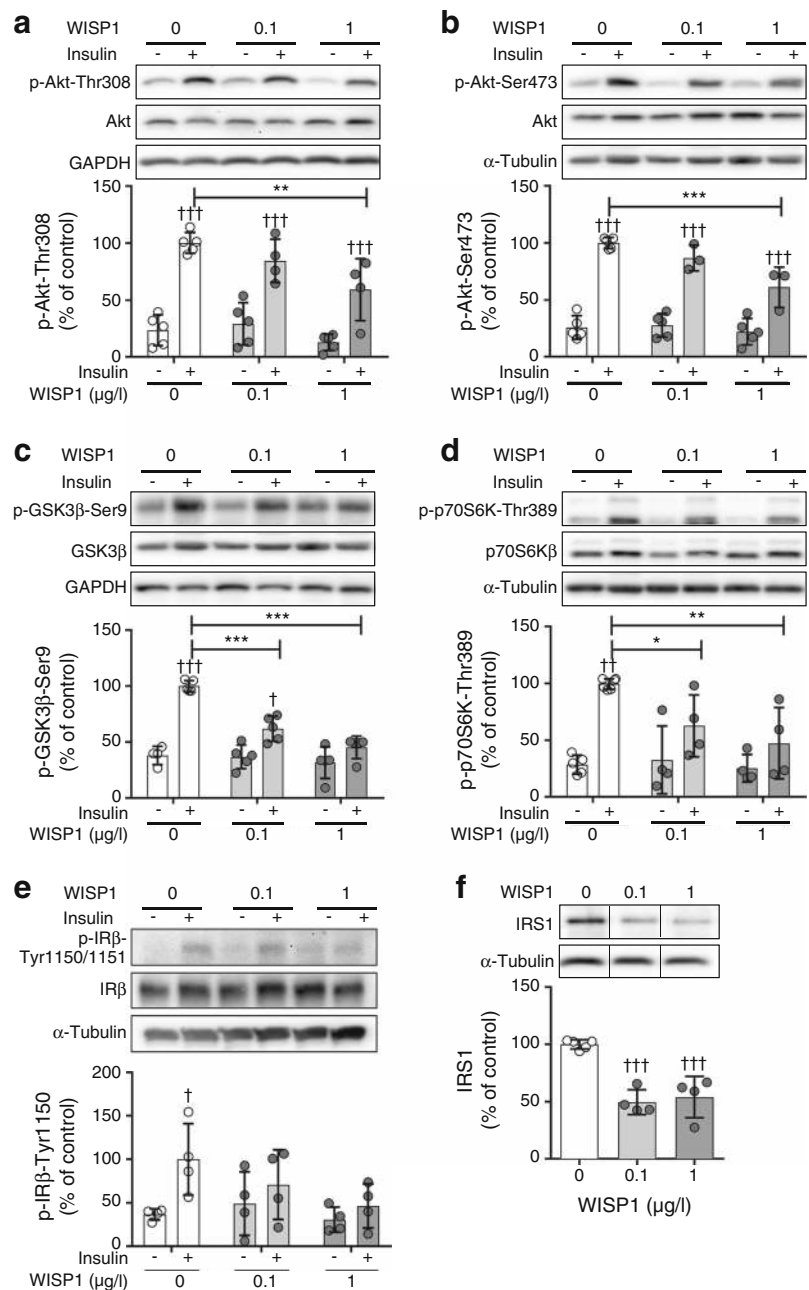 a
WISP1 0 0.1 1
Insulin - + - + - +
p-Akt-Thr308
Akt
GAPDH
p-Akt-Thr308
(% of control)
150
100
50
0
**
††† ††† †††
Insulin - + - + - +
WISP1 (µg/l) 0 0.1 1
b
WISP1 0 0.1 1
Insulin - + - + - +
p-Akt-Ser473
Akt
α-Tubulin
p-Akt-Ser473
(% of control)
150
100
50
0
***
††† ††† †††
Insulin - + - + - +
WISP1 (µg/l) 0 0.1 1
c
WISP1 0 0.1 1
Insulin - + - + - +
p-GSK3β-Ser9
GSK3β
GAPDH
p-GSK3β-Ser9
(% of control)
150
100
50
0
***
***
††† †
Insulin - + - + - +
WISP1 (µg/l) 0 0.1 1
d
WISP1 0 0.1 1
Insulin - + - + - +
p-p70S6K-Thr389
p70S6Kβ
α-Tubulin
p-p70S6K-Thr389
(% of control)
150
100
50
0
**
*
††
Insulin - + - + - +
WISP1 (µg/l) 0 0.1 1
e
WISP1 0 0.1 1
Insulin - + - + - +
p-IRβ-
Tyr1150/1151
IRβ
α-Tubulin
p-IRβ-Tyr1150
(% of control)
200
150
100
50
0
†
Insulin - + - + - +
WISP1 (µg/l) 0 0.1 1
f
WISP1 0 0.1 1
IRS1
α-Tubulin
IRS1
(% of control)
150
100
50
0
††† †††
0 0.1 1
WISP1 (µg/l)